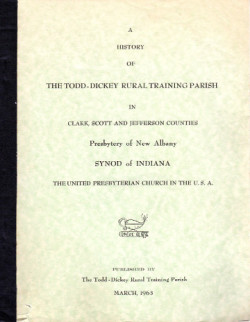 A
HISTORY
OF
THE TODD-DICKEY RURAL TRAINING PARISH
IN
CLARK, SCOTT AND JEFFERSON COUNTIES
Presbytery of New Albany
SYNOD of INDIANA
THE UNITED PRESBYTERIAN CHURCH IN THE U. S. A.
PUBLISHED BY
The Todd-Dickey Rural Training Parish
MARCH, 1963